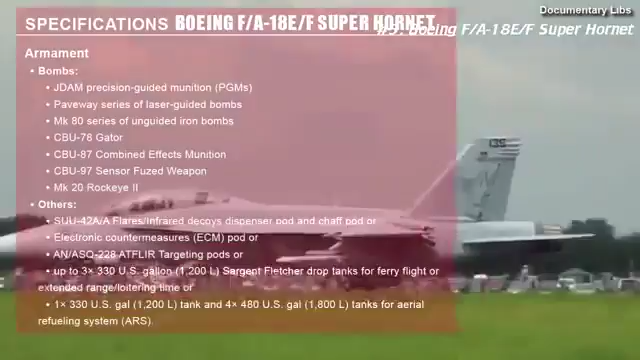 Documentary Libs
SPECIFICATIONS BOEING F/A-18E/F SUPER HORNET
#5: Boeing F/A-18E/F Super Hornet
Armament
• Bombs:
• JDAM precision-guided munition (PGMs)
• Paveway series of laser-guided bombs
• Mk 80 series of unguided iron bombs
• CBU-78 Gator
• CBU-87 Combined Effects Munition
• CBU-97 Sensor Fuzed Weapon
• Mk 20 Rockeye II
• Others:
• SUU-42A/A Flares/Infrared decoys dispenser pod and chaff pod or
• Electronic countermeasures (ECM) pod or
• AN/ASQ-228 ATFLIR Targeting pods or
• up to 3× 330 U.S. gallon (1,200 L) Sargent Fletcher drop tanks for ferry flight or
extended range/loitering time or
• 1× 330 U.S. gal (1,200 L) tank and 4× 480 U.S. gal (1,800 L) tanks for aerial
refueling system (ARS).
135